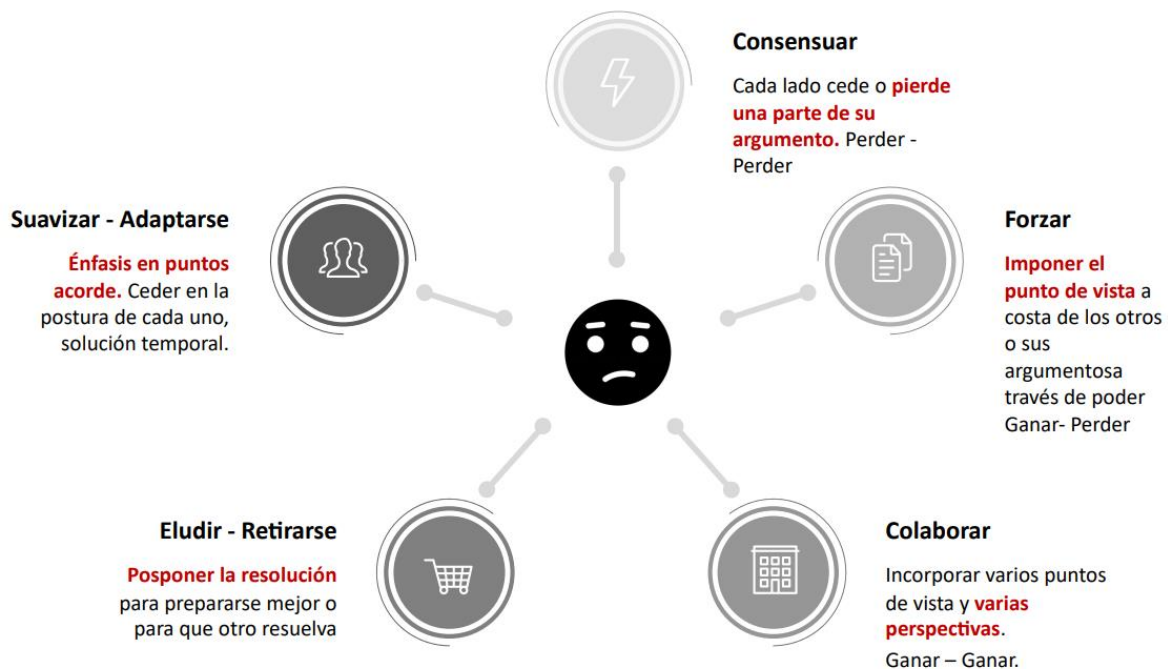 Consensuar
Cada lado cede o pierde
una parte de su
argumento. Perder -
Perder
Suavizar - Adaptarse
Énfasis en puntos
acorde. Ceder en la
postura de cada uno,
solución temporal.
Forzar
Imponer el
punto de vista a
costa de los otros
o sus
argumentosa
través de poder
Ganar- Perder
Eludir - Retirarse
Posponer la resolución
para prepararse mejor o
para que otro resuelva
Colaborar
Incorporar varios puntos
de vista y varias
perspectivas.
Ganar – Ganar.